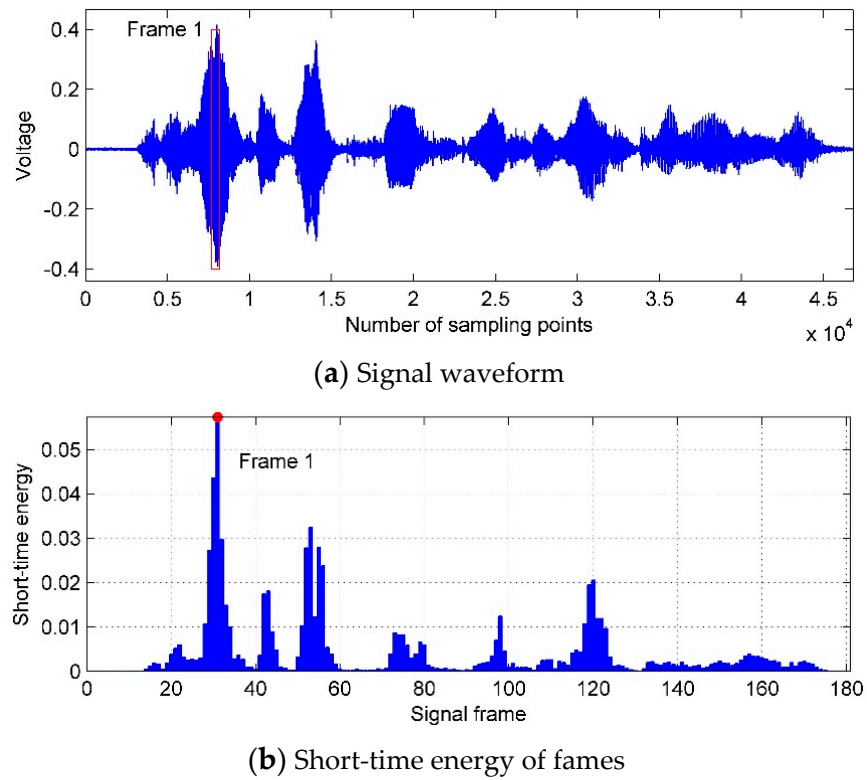 Frame 1
0.4
0.2
0
-0.2
-0.4
Voltage
0 0.5 1 1.5 2 2.5 3 3.5 4 4.5
Number of sampling points
x 10^4
(a) Signal waveform
0.05
0.04
0.03
0.02
0.01
0
Short-time energy
Frame 1
0 20 40 60 80 100 120 140 160 180
Signal frame
(b) Short-time energy of fames